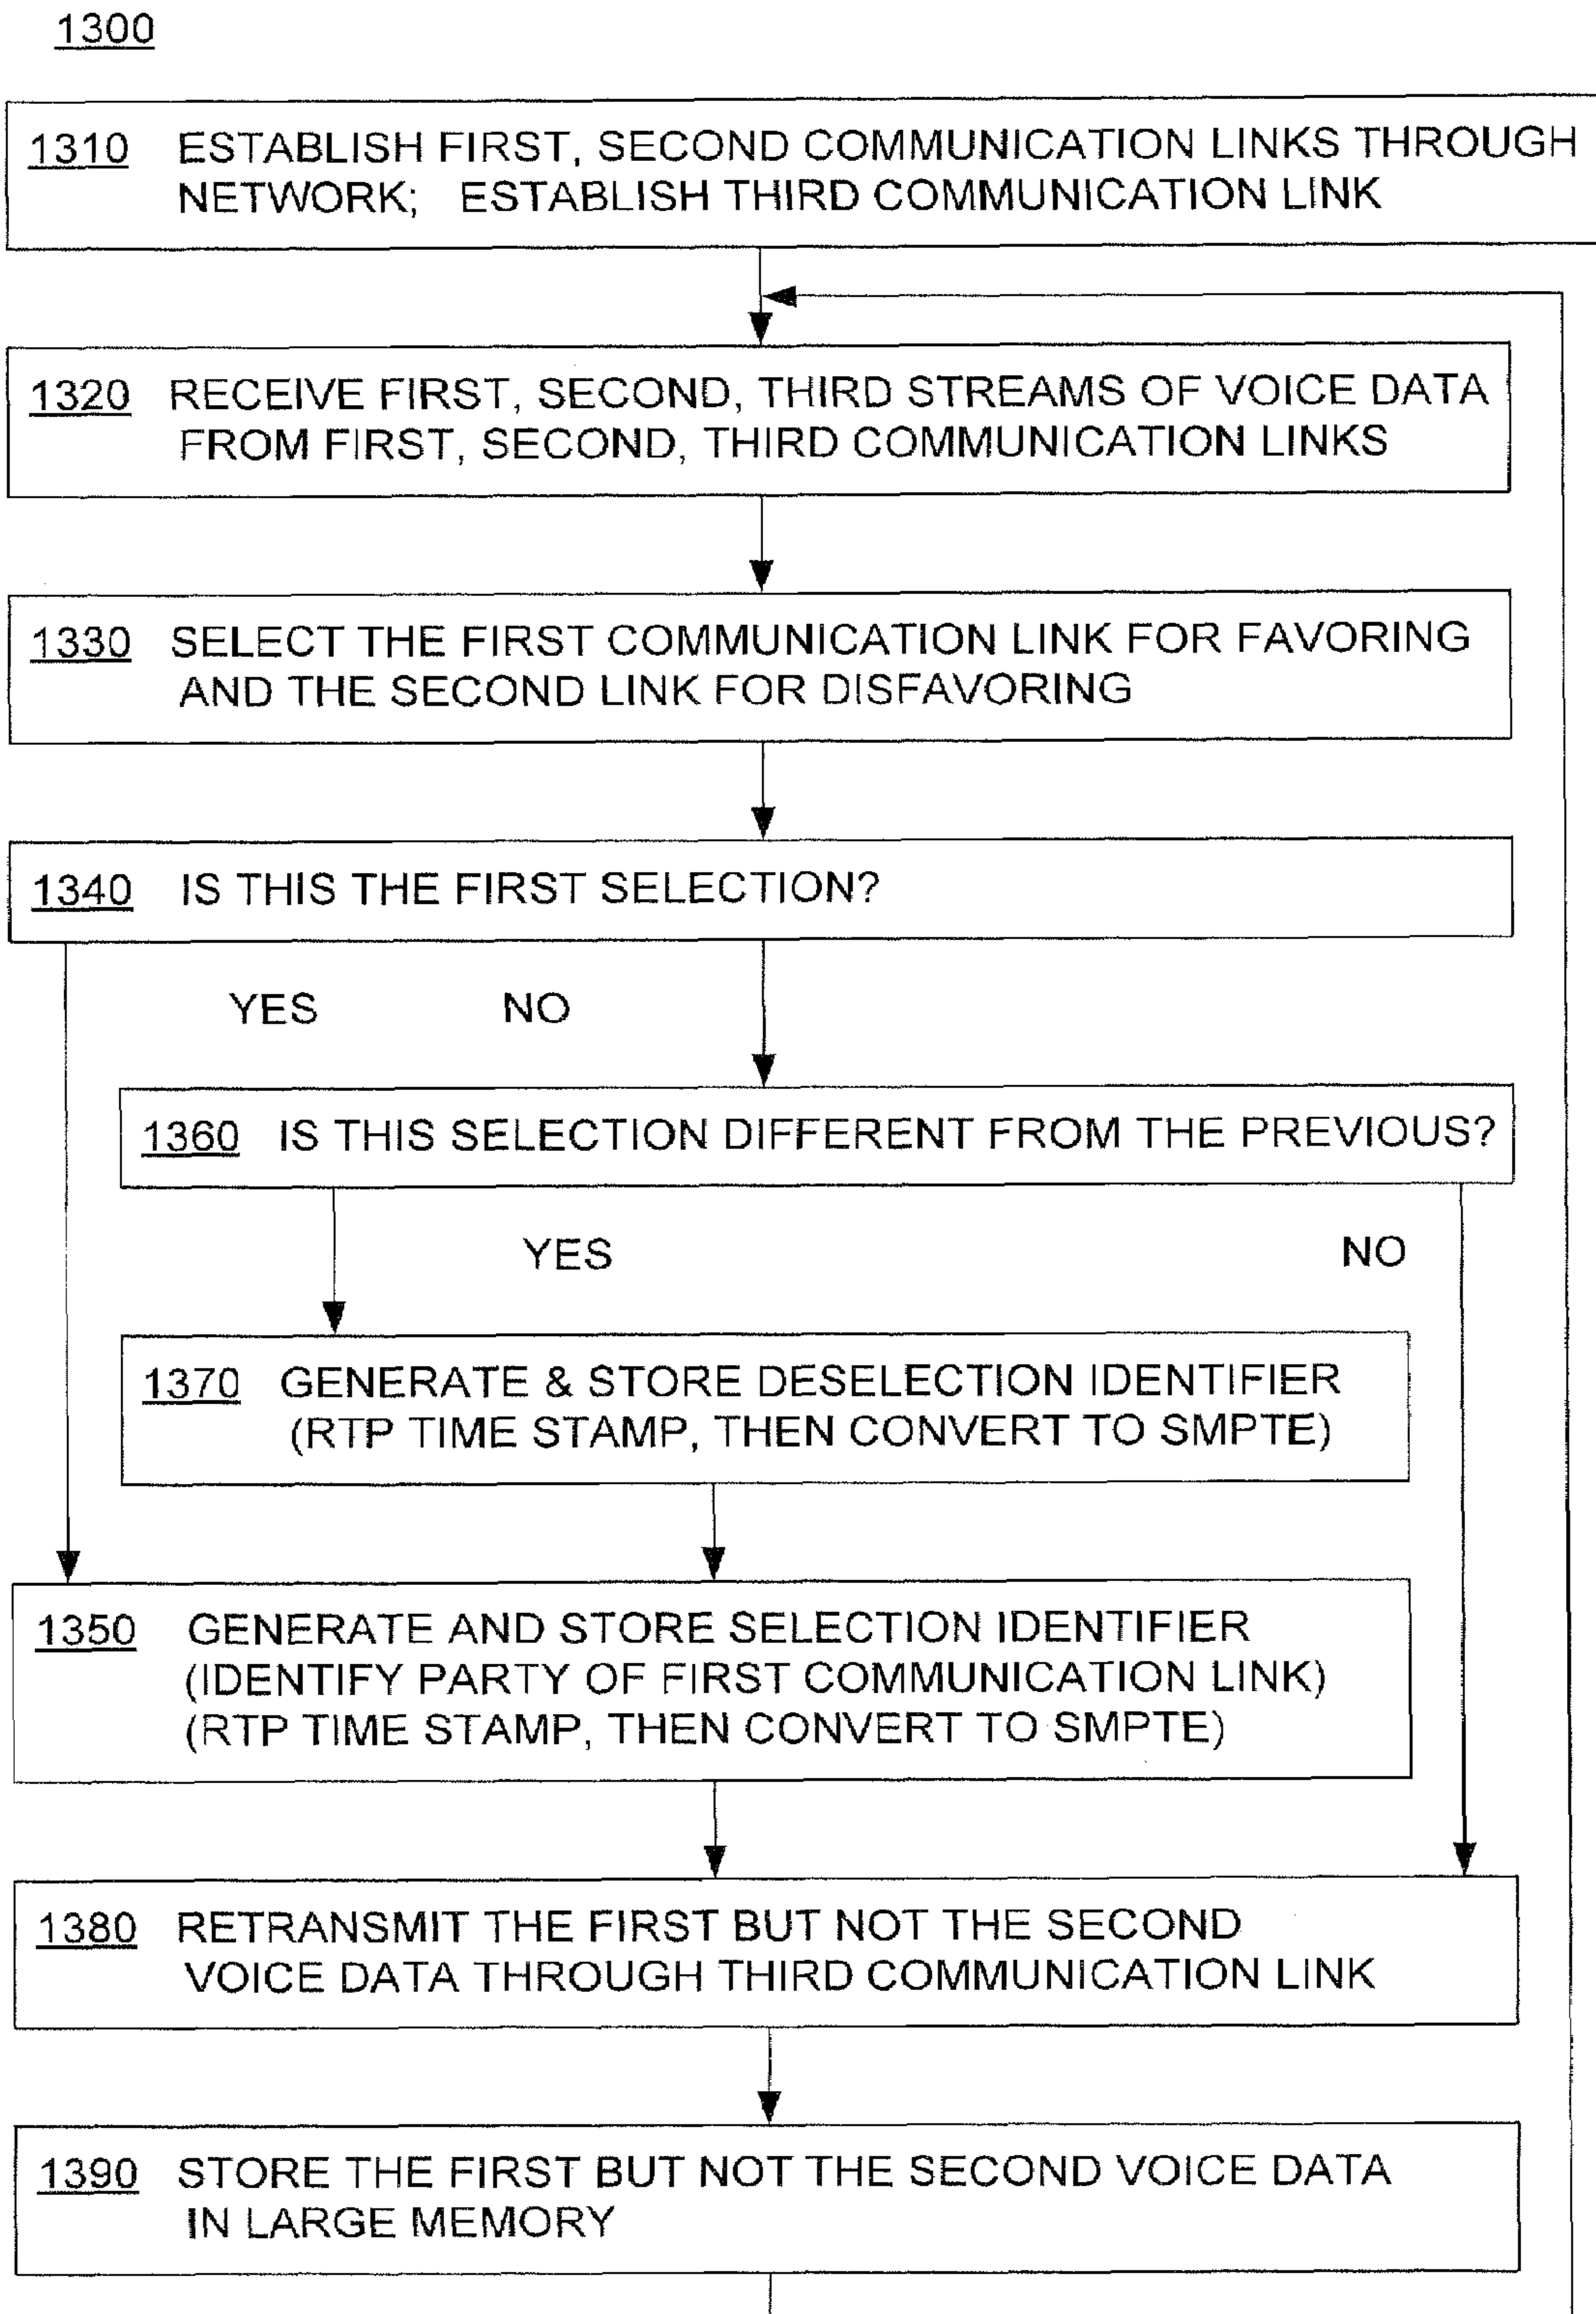 1300
1310 ESTABLISH FIRST, SECOND COMMUNICATION LINKS THROUGH
NETWORK; ESTABLISH THIRD COMMUNICATION LINK
1320 RECEIVE FIRST, SECOND, THIRD STREAMS OF VOICE DATA
FROM FIRST, SECOND, THIRD COMMUNICATION LINKS
1330 SELECT THE FIRST COMMUNICATION LINK FOR FAVORING
AND THE SECOND LINK FOR DISFAVORING
1340 IS THIS THE FIRST SELECTION?
YES NO
1360 IS THIS SELECTION DIFFERENT FROM THE PREVIOUS?
YES NO
1370 GENERATE & STORE DESELECTION IDENTIFIER
(RTP TIME STAMP, THEN CONVERT TO SMPTE)
1350 GENERATE AND STORE SELECTION IDENTIFIER
(IDENTIFY PARTY OF FIRST COMMUNICATION LINK)
(RTP TIME STAMP, THEN CONVERT TO SMPTE)
1380 RETRANSMIT THE FIRST BUT NOT THE SECOND
VOICE DATA THROUGH THIRD COMMUNICATION LINK
1390 STORE THE FIRST BUT NOT THE SECOND VOICE DATA
IN LARGE MEMORY